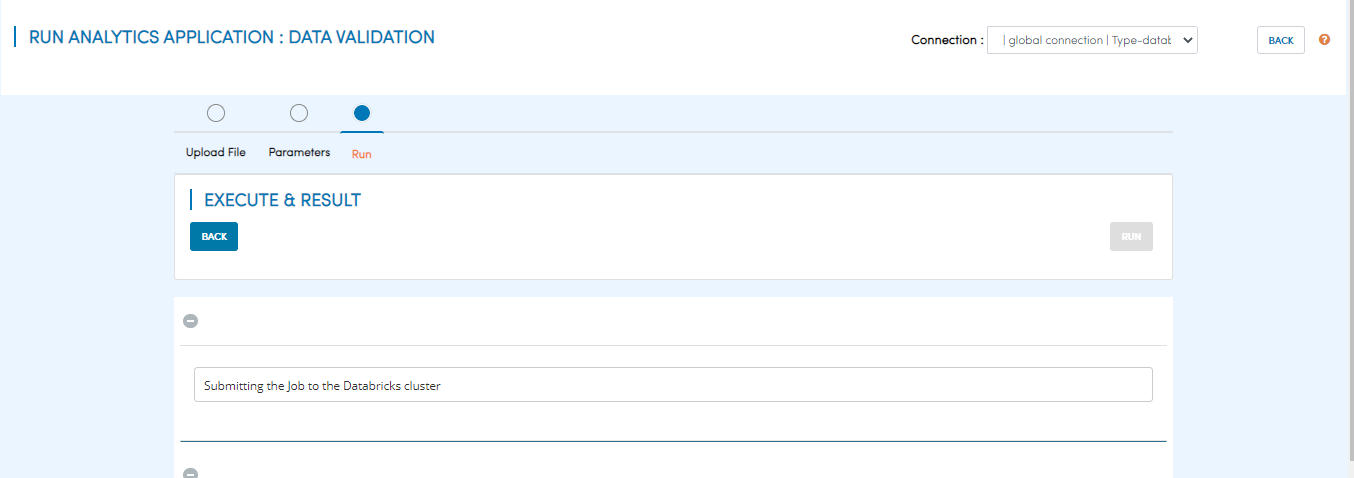 RUN ANALYTICS APPLICATION : DATA VALIDATION
Connection : | global connection | Type-datab
BACK
?
Upload File Parameters Run
EXECUTE & RESULT
BACK RUN
Submitting the Job to the Databricks cluster